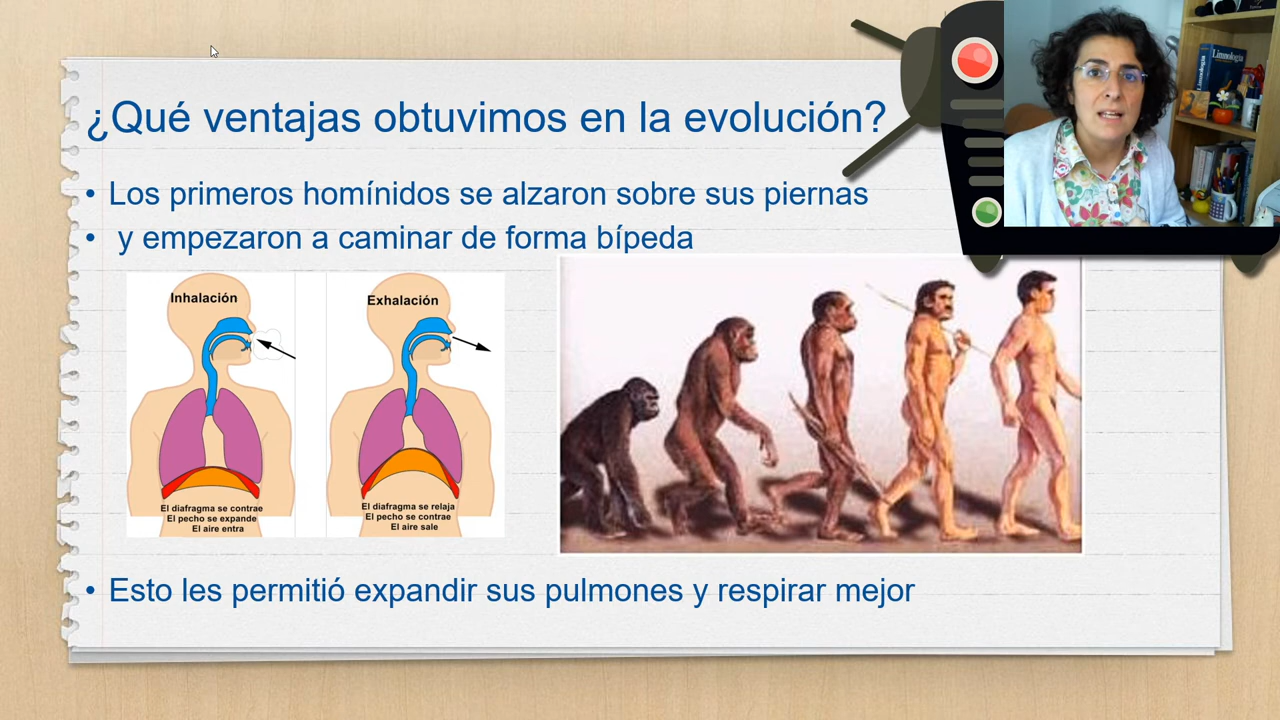 ¿Qué ventajas obtuvimos en la evolución?
• Los primeros homínidos se alzaron sobre sus piernas
• y empezaron a caminar de forma bípeda
Inhalación
Exhalación
El diafragma se contrae
El pecho se expande
El aire entra
El diafragma se relaja
El pecho se contrae
El aire sale
• Esto les permitió expandir sus pulmones y respirar mejor
Limnología